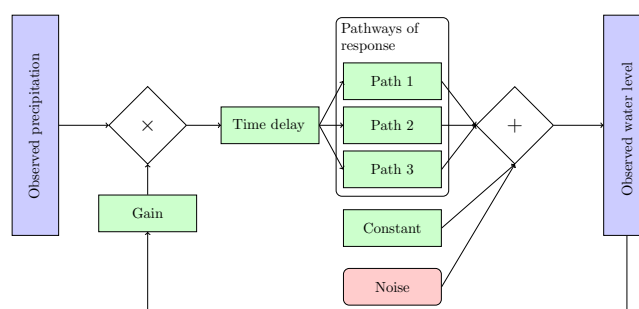 Observed precipitation
×
Gain
Time delay
Pathways of
response
Path 1
Path 2
Path 3
Constant
Noise
+
Observed water level